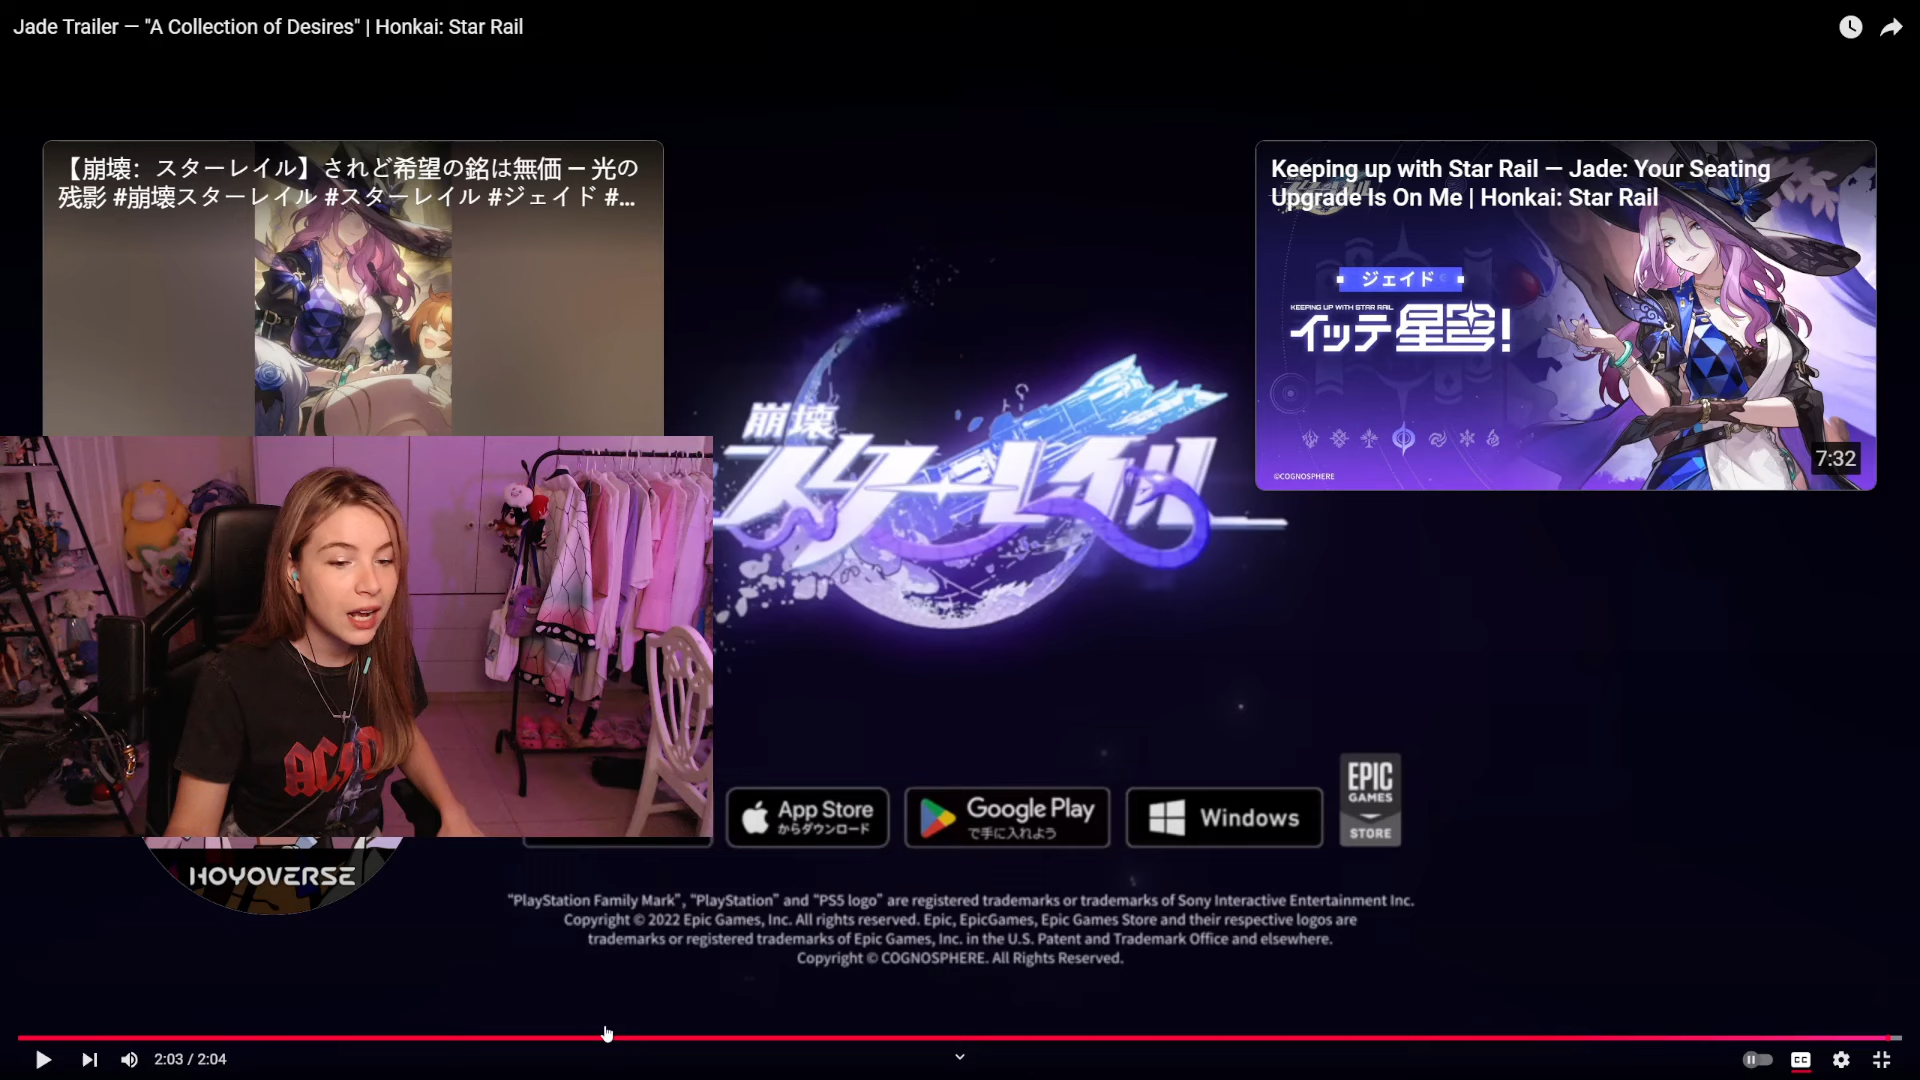 Jade Trailer — "A Collection of Desires" | Honkai: Star Rail
【崩壊：スターレイル】されど希望の銘は無価 — 光の
残影 #崩壊スターレイル #スターレイル #ジェイド #...
Keeping up with Star Rail — Jade: Your Seating
Upgrade Is On Me | Honkai: Star Rail
ジェイド
KEEPING UP WITH STAR RAIL
イッテ星雲!
©COGNOSPHERE
7:32
崩壊
スターレイル
AC
App Store
からダウンロード
Google Play
で手に入れよう
Windows
EPIC
GAMES
STORE
HOYOVERSE
"PlayStation Family Mark", "PlayStation" and "PS5 logo" are registered trademarks or trademarks of Sony Interactive Entertainment Inc.
Copyright © 2022 Epic Games, Inc. All rights reserved. Epic, EpicGames, Epic Games Store and their respective logos are
trademarks or registered trademarks of Epic Games, Inc. in the U.S. Patent and Trademark Office and elsewhere.
Copyright © COGNOSPHERE. All Rights Reserved.
2:03 / 2:04
CC